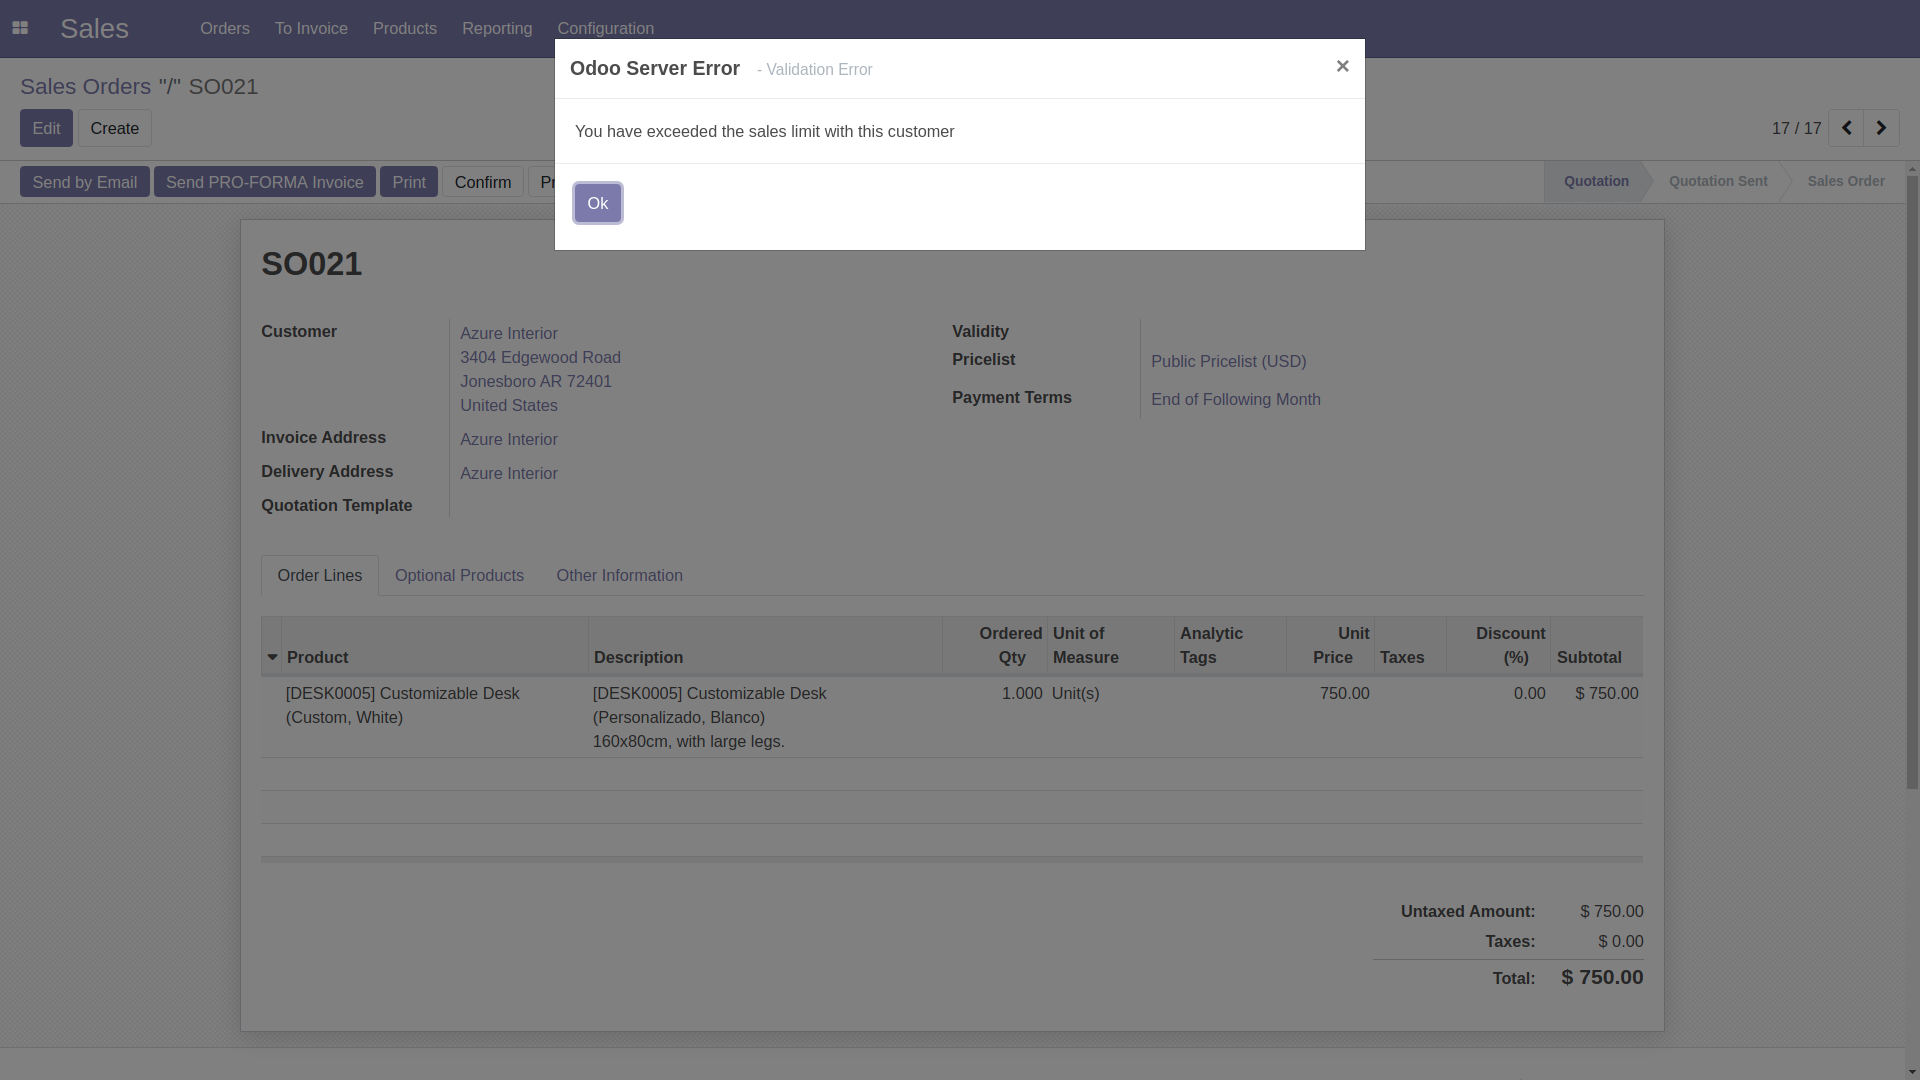 Sales
Orders
To Invoice
Products
Reporting
Configuration
Sales Orders "/" SO021
Edit
Create
17 / 17
Send by Email
Send PRO-FORMA Invoice
Print
Confirm
Quotation
Quotation Sent
Sales Order
Odoo Server Error - Validation Error
×
You have exceeded the sales limit with this customer
Ok
SO021
Customer
Azure Interior
3404 Edgewood Road
Jonesboro AR 72401
United States
Invoice Address
Azure Interior
Delivery Address
Azure Interior
Quotation Template
Validity
Pricelist
Public Pricelist (USD)
Payment Terms
End of Following Month
Order Lines
Optional Products
Other Information
Product
Description
Ordered
Qty
Unit of
Measure
Analytic
Tags
Unit
Price
Taxes
Discount
(%)
Subtotal
[DESK0005] Customizable Desk
(Custom, White)
[DESK0005] Customizable Desk
(Personalizado, Blanco)
160x80cm, with large legs.
1.000
Unit(s)
750.00
0.00
$ 750.00
Untaxed Amount: $ 750.00
Taxes: $ 0.00
Total: $ 750.00